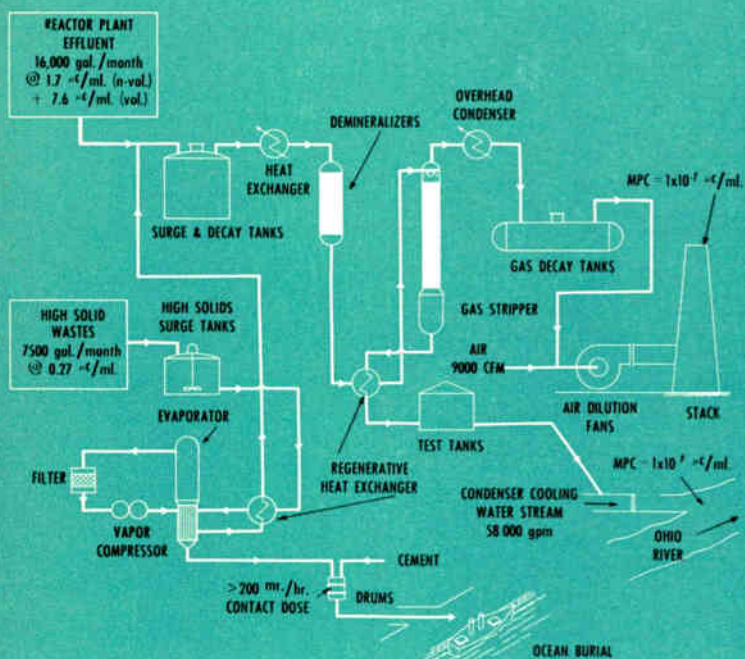 REACTOR PLANT
EFFLUENT
16,000 gal./month
@ 1.7 μc/ml. (n-vol.)
+ 7.6 μc/ml. (vol.)
HEAT
EXCHANGER
SURGE & DECAY TANKS
DEMINERALIZERS
OVERHEAD
CONDENSER
GAS DECAY TANKS
GAS STRIPPER
AIR
9000 CFM
AIR DILUTION
FANS
STACK
HIGH SOLID
WASTES
7500 gal./month
@ 0.27 μc/ml.
HIGH SOLIDS
SURGE TANKS
EVAPORATOR
FILTER
VAPOR
COMPRESSOR
REGENERATIVE
HEAT EXCHANGER
TEST TANKS
CONDENSER COOLING
WATER STREAM
58 000 gpm
OHIO
RIVER
CEMENT
>200 mr./hr.
CONTACT DOSE
DRUMS
OCEAN BURIAL